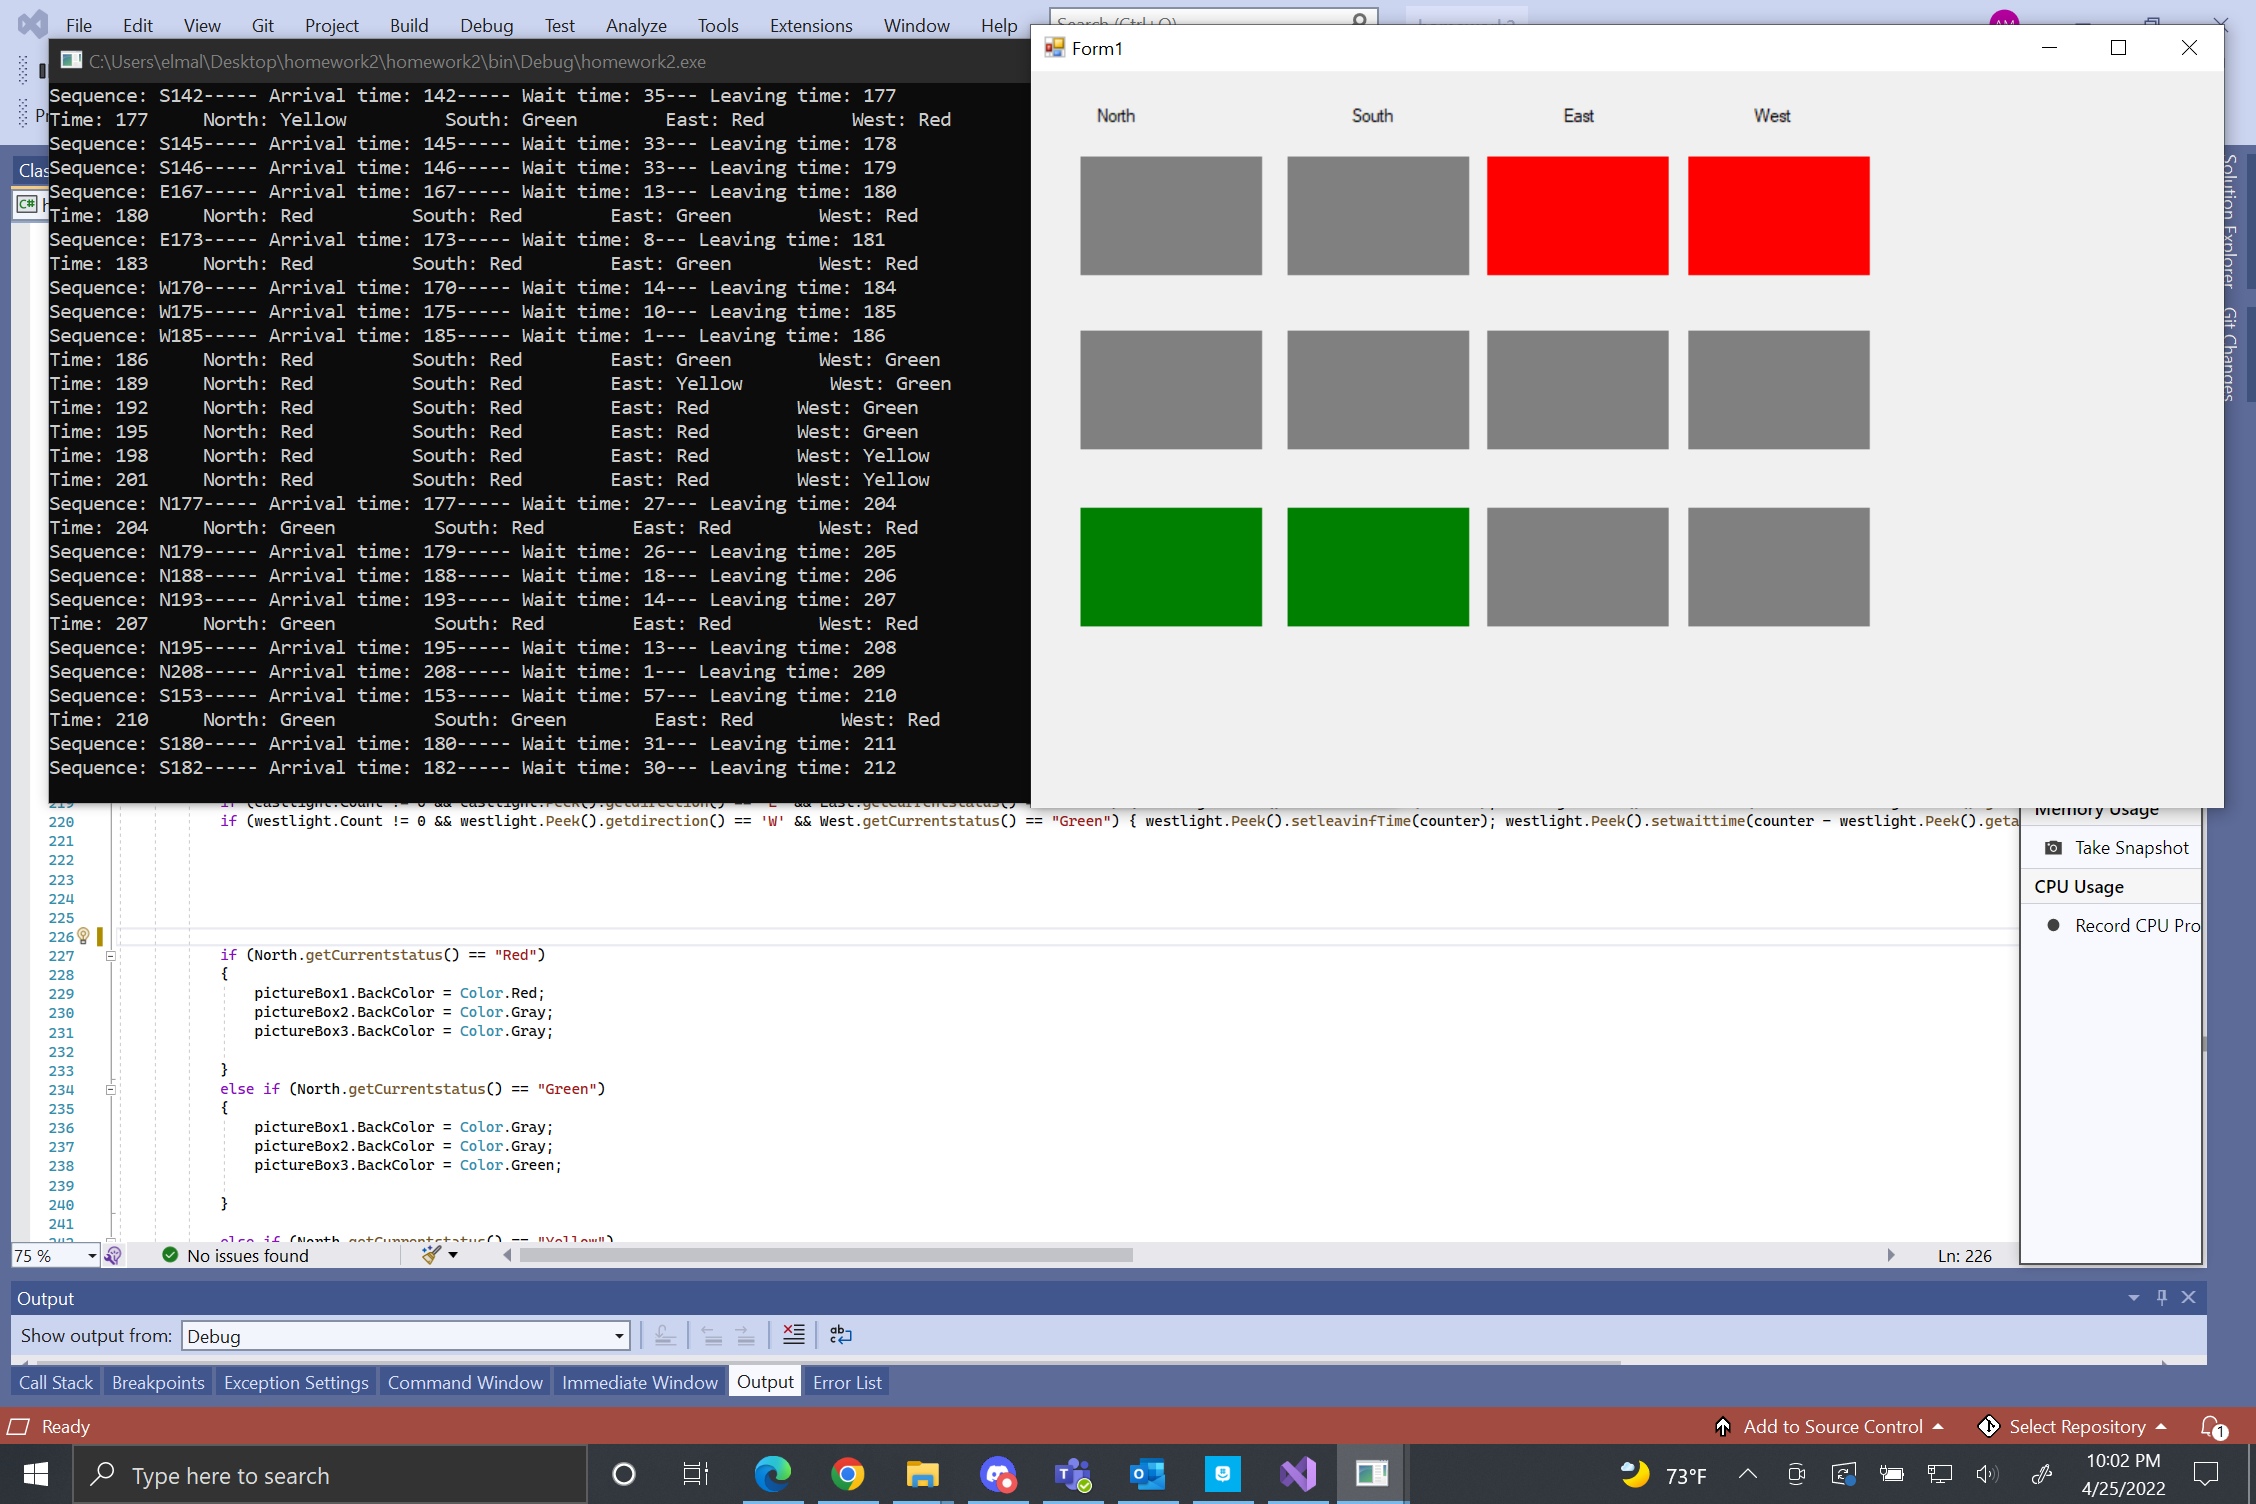 File Edit View Git Project Build Debug Test Analyze Tools Extensions Window Help
C:\Users\elmal\Desktop\homework2\homework2\bin\Debug\homework2.exe
Sequence: S142----- Arrival time: 142----- Wait time: 35--- Leaving time: 177
Time: 177 North: Yellow South: Green East: Red West: Red
Sequence: S145----- Arrival time: 145----- Wait time: 33--- Leaving time: 178
Sequence: S146----- Arrival time: 146----- Wait time: 33--- Leaving time: 179
Sequence: E167----- Arrival time: 167----- Wait time: 13--- Leaving time: 180
Time: 180 North: Red South: Red East: Green West: Red
Sequence: E173----- Arrival time: 173----- Wait time: 8--- Leaving time: 181
Time: 183 North: Red South: Red East: Green West: Red
Sequence: W170----- Arrival time: 170----- Wait time: 14--- Leaving time: 184
Sequence: W175----- Arrival time: 175----- Wait time: 10--- Leaving time: 185
Sequence: W185----- Arrival time: 185----- Wait time: 1--- Leaving time: 186
Time: 186 North: Red South: Red East: Green West: Green
Time: 189 North: Red South: Red East: Yellow West: Green
Time: 192 North: Red South: Red East: Red West: Green
Time: 195 North: Red South: Red East: Red West: Green
Time: 198 North: Red South: Red East: Red West: Yellow
Time: 201 North: Red South: Red East: Red West: Yellow
Sequence: N177----- Arrival time: 177----- Wait time: 27--- Leaving time: 204
Time: 204 North: Green South: Red East: Red West: Red
Sequence: N179----- Arrival time: 179----- Wait time: 26--- Leaving time: 205
Sequence: N188----- Arrival time: 188----- Wait time: 18--- Leaving time: 206
Sequence: N193----- Arrival time: 193----- Wait time: 14--- Leaving time: 207
Time: 207 North: Green South: Red East: Red West: Red
Sequence: N195----- Arrival time: 195----- Wait time: 13--- Leaving time: 208
Sequence: N208----- Arrival time: 208----- Wait time: 1--- Leaving time: 209
Sequence: S153----- Arrival time: 153----- Wait time: 57--- Leaving time: 210
Time: 210 North: Green South: Green East: Red West: Red
Sequence: S180----- Arrival time: 180----- Wait time: 31--- Leaving time: 211
Sequence: S182----- Arrival time: 182----- Wait time: 30--- Leaving time: 212
Form1
North South East West
Solution Explorer
Git Changes
Clas
C#
220 if (westlight.Count != 0 && westlight.Peek().getdirection() == 'W' && West.getCurrentstatus() == "Green") { westlight.Peek().setleavinfTime(counter); westlight.Peek().setwaittime(counter - westlight.Peek().geta
221
222
223
224
225
226
227 if (North.getCurrentstatus() == "Red")
228 {
229 pictureBox1.BackColor = Color.Red;
230 pictureBox2.BackColor = Color.Gray;
231 pictureBox3.BackColor = Color.Gray;
232
233 }
234 else if (North.getCurrentstatus() == "Green")
235 {
236 pictureBox1.BackColor = Color.Gray;
237 pictureBox2.BackColor = Color.Gray;
238 pictureBox3.BackColor = Color.Green;
239
240 }
241
else if (North.getCurrentstatus() == "Yellow")
Memory Usage
Take Snapshot
CPU Usage
Record CPU Pro
75 % No issues found Ln: 226
Output
Show output from: Debug
Call Stack Breakpoints Exception Settings Command Window Immediate Window Output Error List
Ready Add to Source Control Select Repository 1
Type here to search
73°F
10:02 PM
4/25/2022